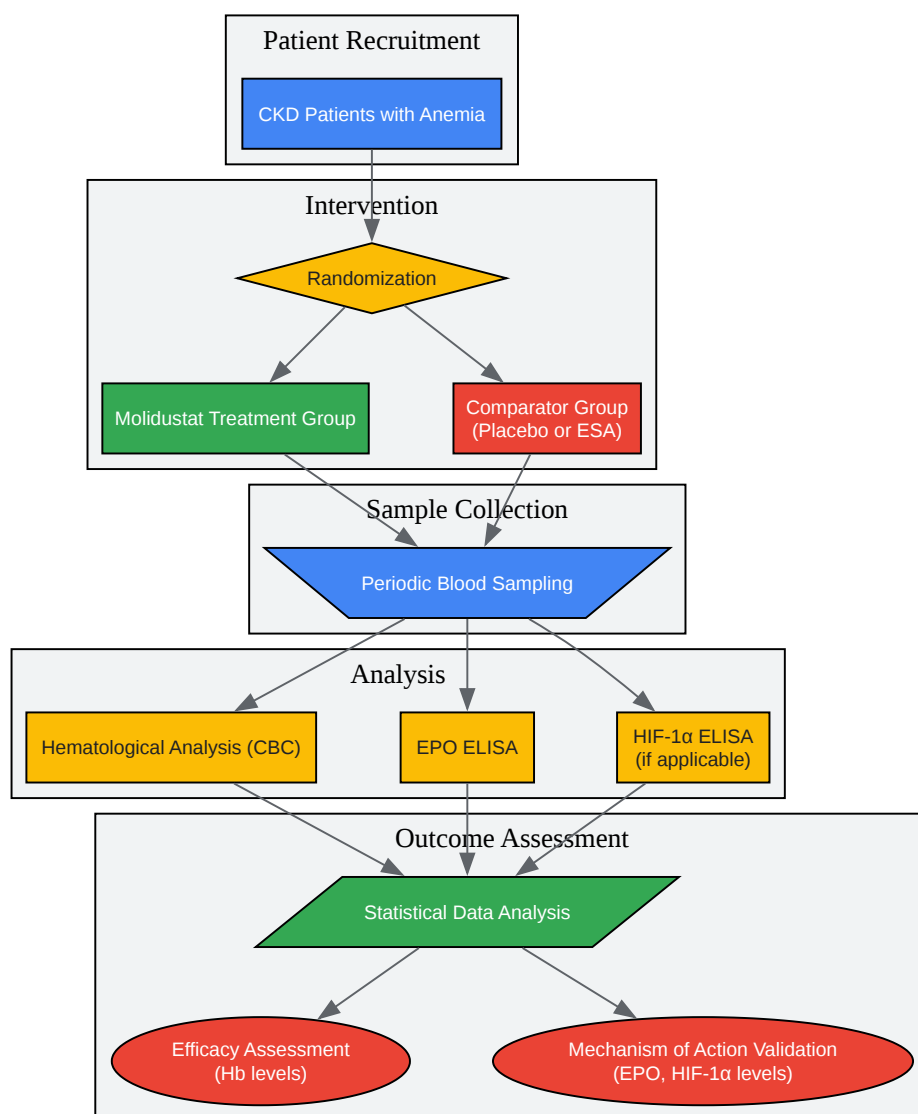 Patient Recruitment
CKD Patients with Anemia
Intervention
Randomization
Molidustat Treatment Group
Comparator Group
(Placebo or ESA)
Sample Collection
Periodic Blood Sampling
Analysis
Hematological Analysis (CBC)
EPO ELISA
HIF-1α ELISA
(if applicable)
Outcome Assessment
Statistical Data Analysis
Efficacy Assessment
(Hb levels)
Mechanism of Action Validation
(EPO, HIF-1α levels)